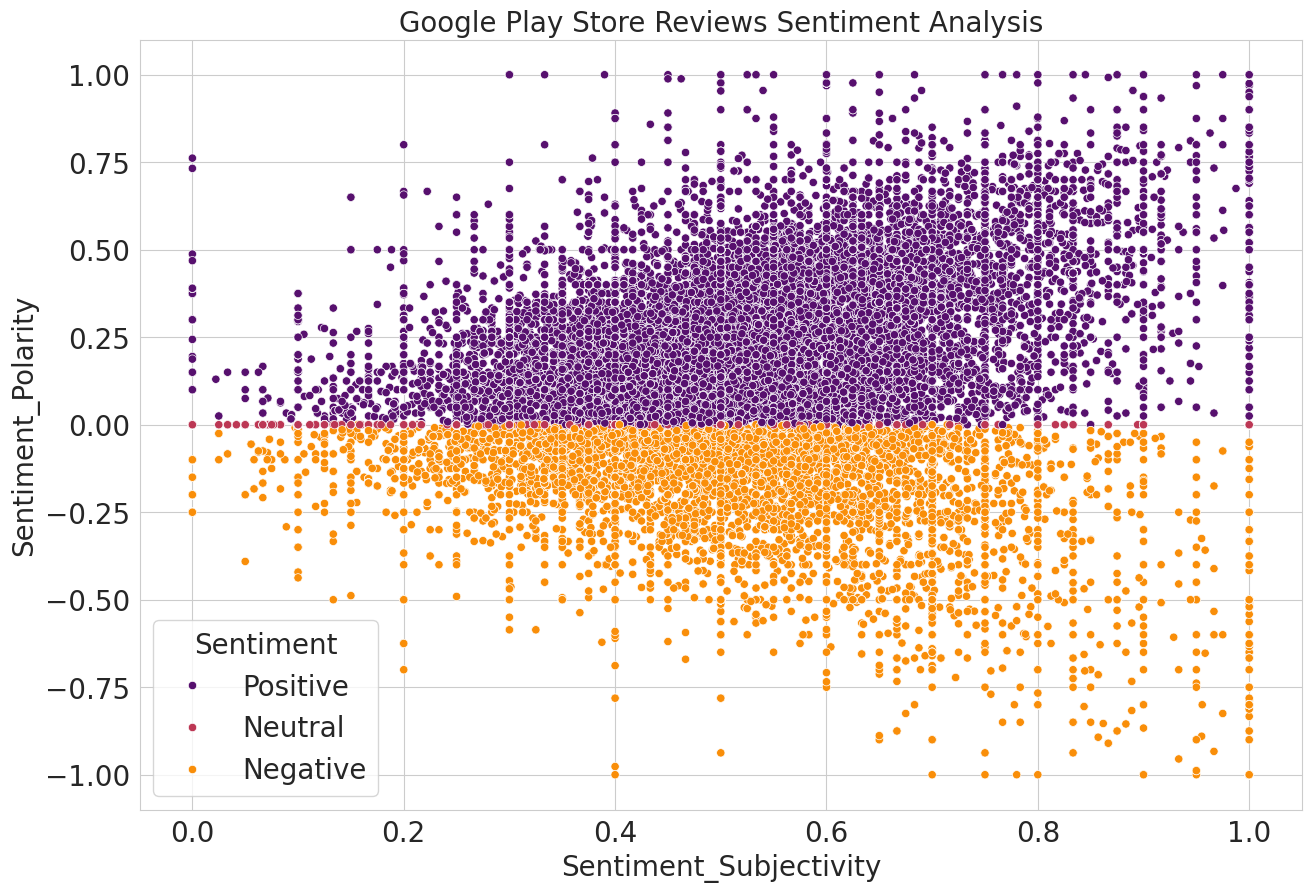 Google Play Store Reviews Sentiment Analysis
1.00
0.75
0.50
0.25
0.00
−0.25
−0.50
−0.75
−1.00
Sentiment_Polarity
Sentiment
Positive
Neutral
Negative
0.0 0.2 0.4 0.6 0.8 1.0
Sentiment_Subjectivity